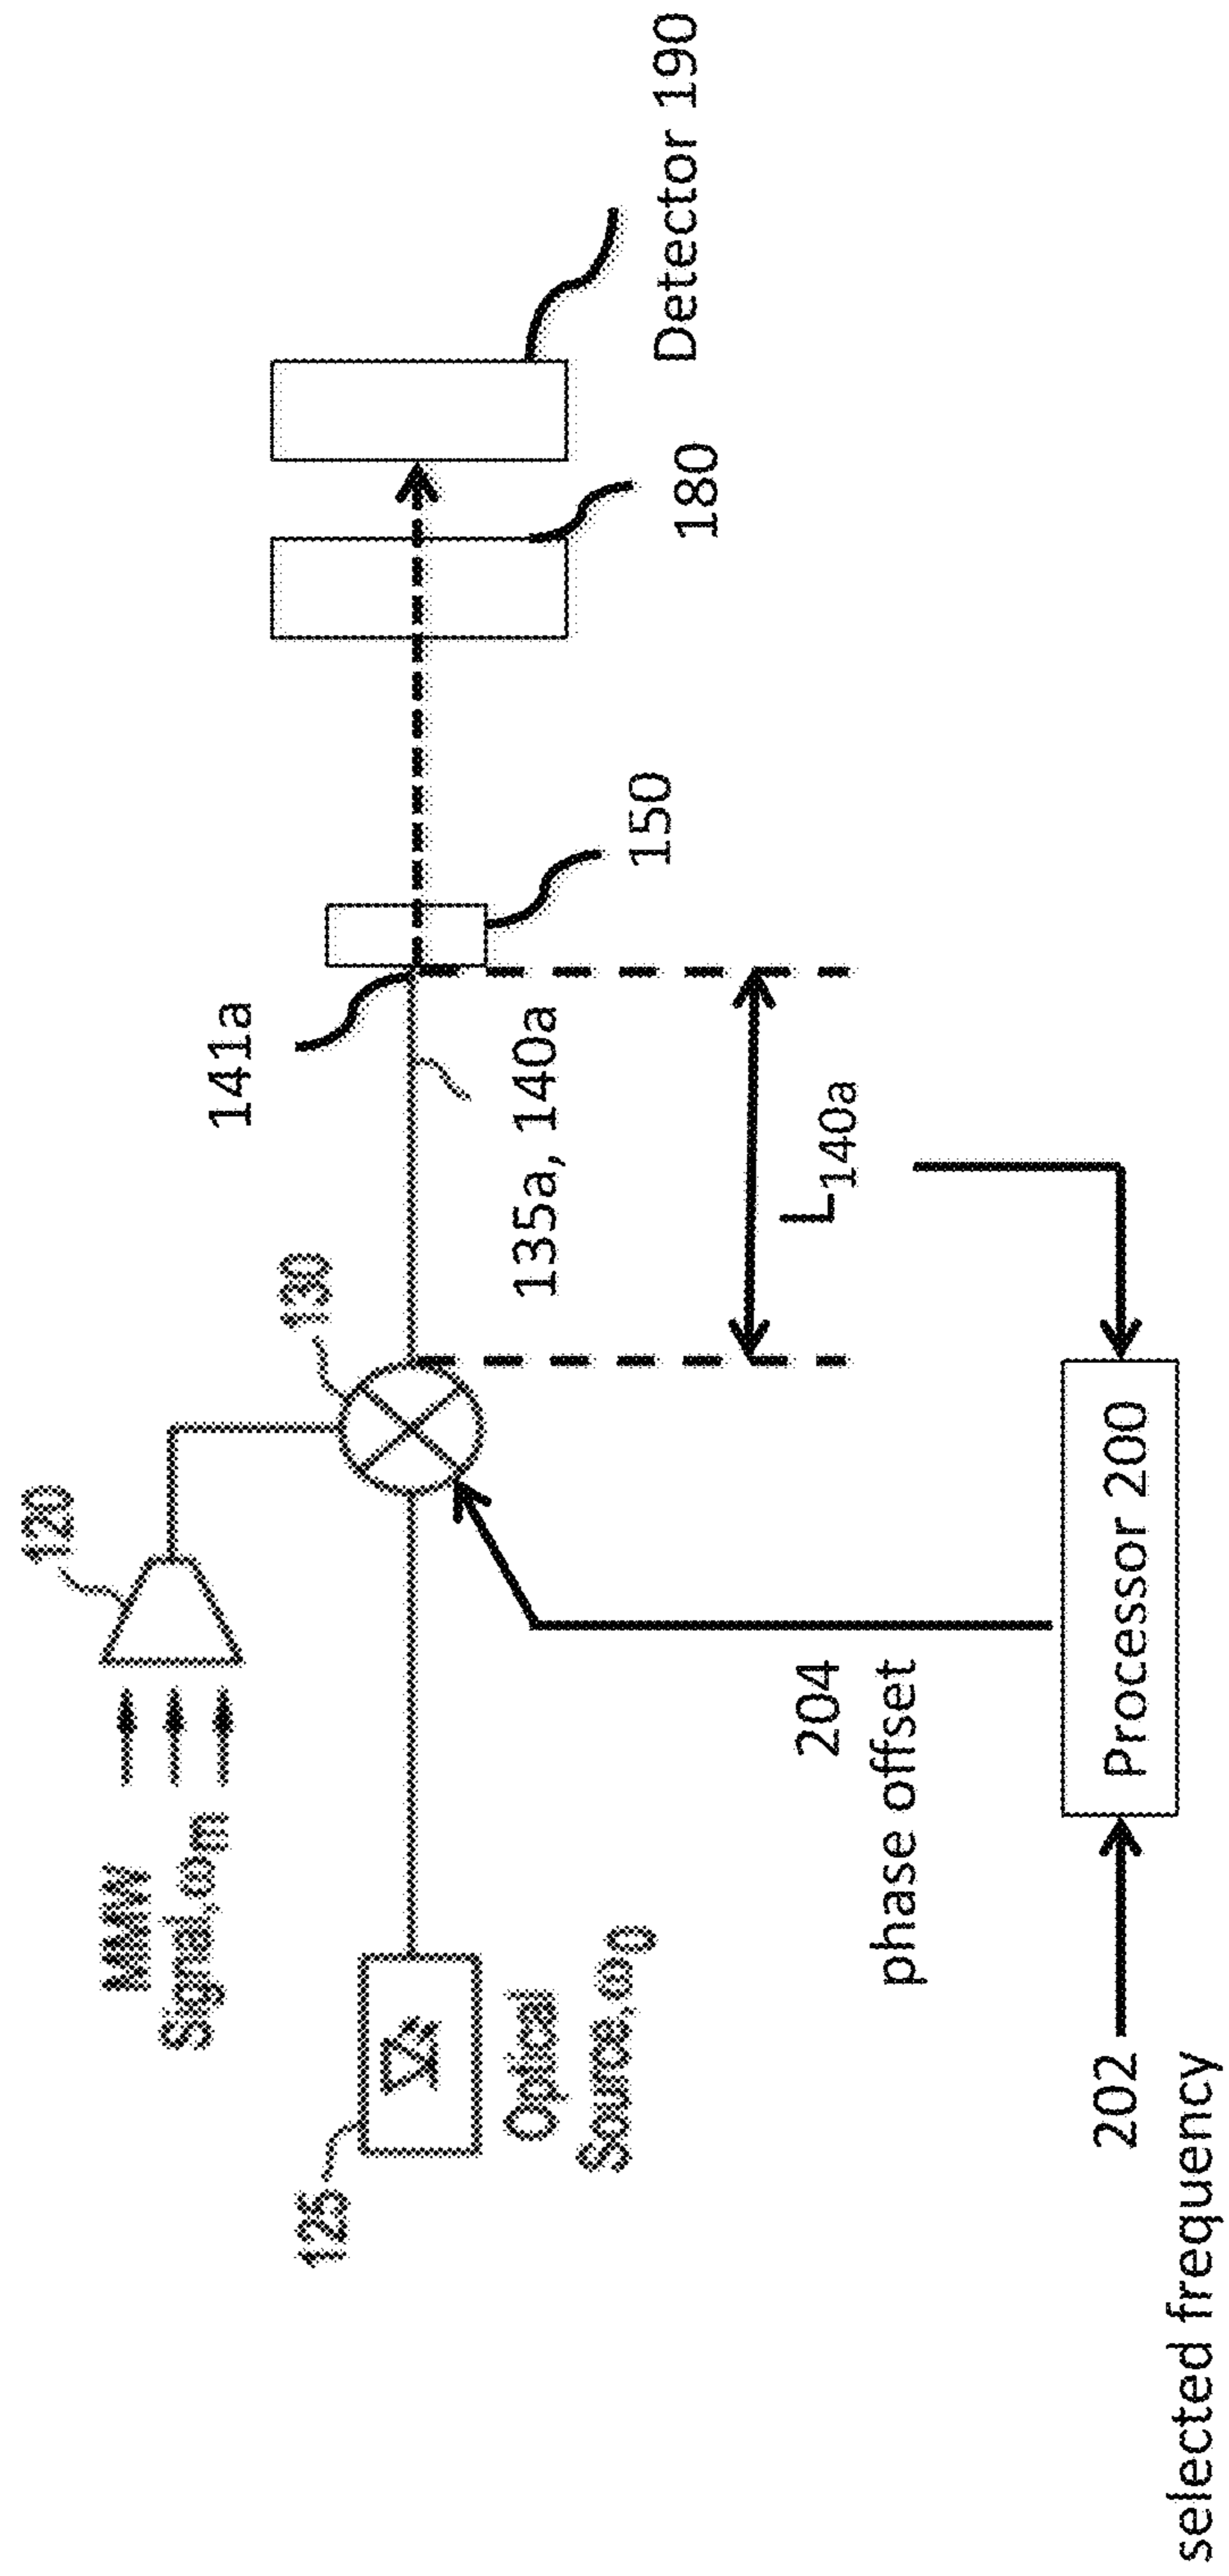 120
MMW
Signal, ωm
130
125
Optical
Source, ω0
141a
135a, 140a
150
180
Detector 190
L140a
204
phase offset
Processor 200
202
selected frequency